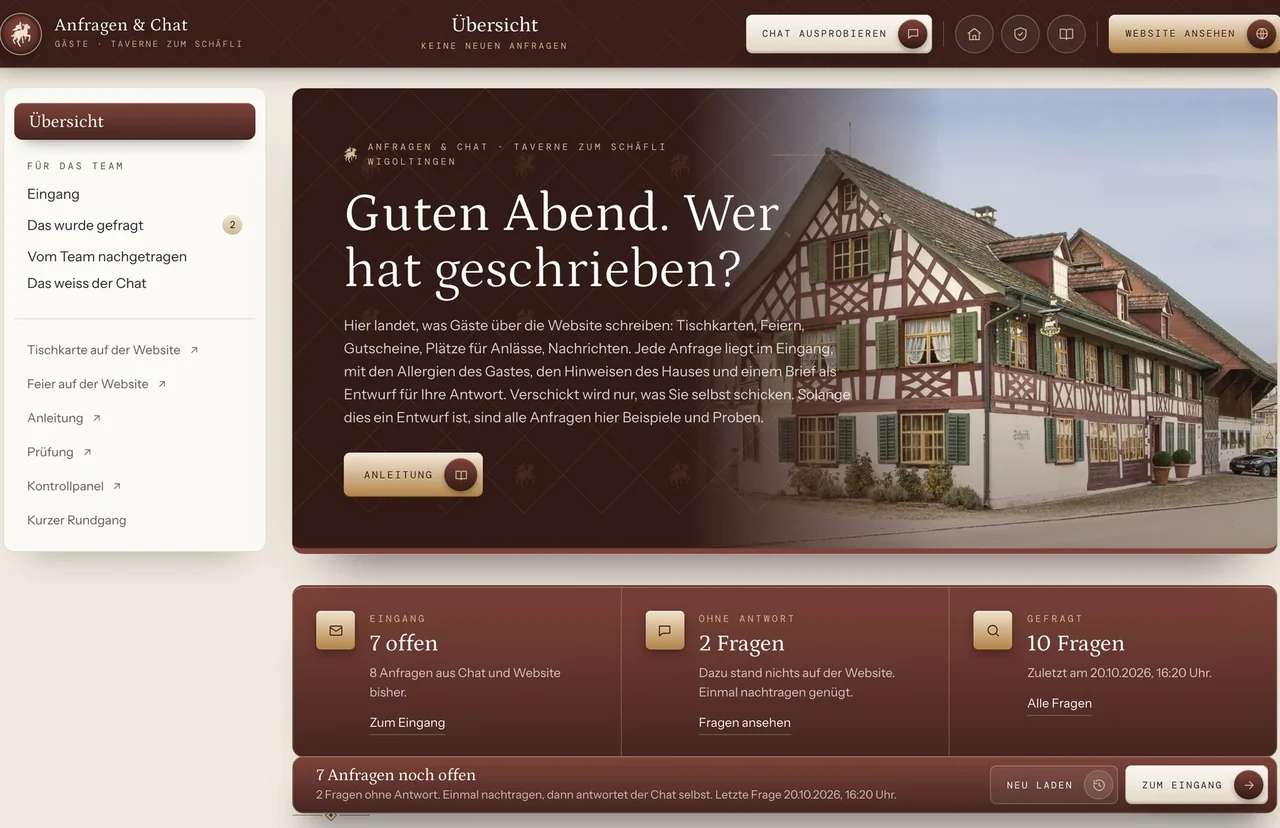 Anfragen & Chat
GÄSTE · TAVERNE ZUM SCHÄFLI
Übersicht
KEINE NEUEN ANFRAGEN
CHAT AUSPROBIEREN
WEBSITE ANSEHEN
Übersicht
FÜR DAS TEAM
Eingang
Das wurde gefragt
2
Vom Team nachgetragen
Das weiss der Chat
Tischkarte auf der Website
Feier auf der Website
Anleitung
Prüfung
Kontrollpanel
Kurzer Rundgang
ANFRAGEN & CHAT · TAVERNE ZUM SCHÄFLI
WIGOLTINGEN
Guten Abend. Wer
hat geschrieben?
Hier landet, was Gäste über die Website schreiben: Tischkarten, Feiern,
Gutscheine, Plätze für Anlässe, Nachrichten. Jede Anfrage liegt im Eingang,
mit den Allergien des Gastes, den Hinweisen des Hauses und einem Brief als
Entwurf für Ihre Antwort. Verschickt wird nur, was Sie selbst schicken. Solange
dies ein Entwurf ist, sind alle Anfragen hier Beispiele und Proben.
ANLEITUNG
EINGANG
7 offen
8 Anfragen aus Chat und Website
bisher.
Zum Eingang
OHNE ANTWORT
2 Fragen
Dazu stand nichts auf der Website.
Einmal nachtragen genügt.
Fragen ansehen
GEFRAGT
10 Fragen
Zuletzt am 20.10.2026, 16:20 Uhr.
Alle Fragen
7 Anfragen noch offen
2 Fragen ohne Antwort. Einmal nachtragen, dann antwortet der Chat selbst. Letzte Frage 20.10.2026, 16:20 Uhr.
NEU LADEN
ZUM EINGANG